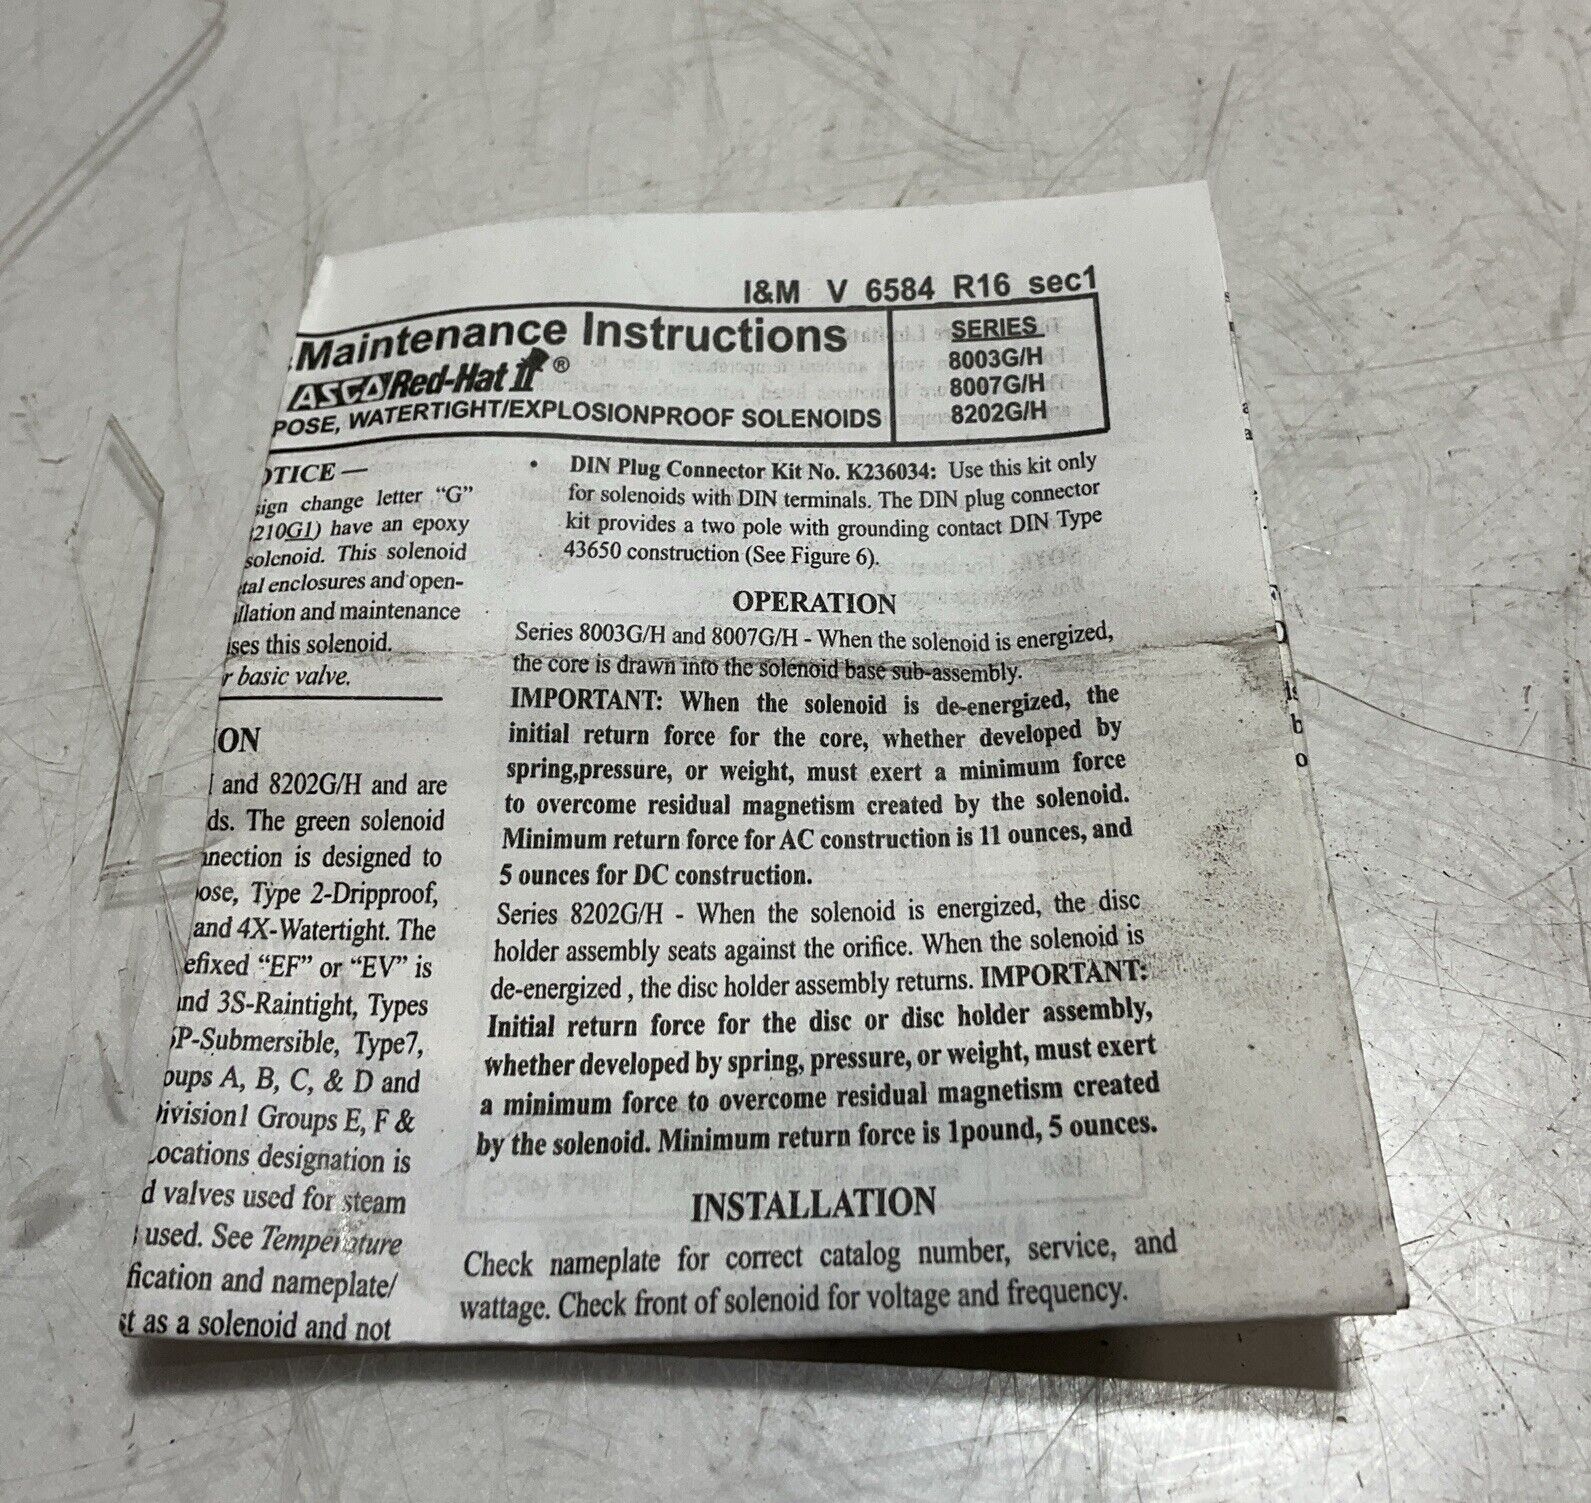 I&M V 6584 R16 sec1
Maintenance Instructions
ASCO Red-Hat II®
POSE, WATERTIGHT/EXPLOSIONPROOF SOLENOIDS
SERIES
8003G/H
8007G/H
8202G/H
OTICE —
sign change letter “G”
8210G1) have an epoxy
solenoid. This solenoid
tal enclosures and open-
llation and maintenance
ises this solenoid.
r basic valve.
ON
and 8202G/H and are
ds. The green solenoid
nnection is designed to
ose, Type 2-Dripproof,
and 4X-Watertight. The
efixed “EF” or “EV” is
and 3S-Raintight, Types
6P-Submersible, Type7,
oups A, B, C, & D and
Division1 Groups E, F &
Locations designation is
d valves used for steam
used. See Temperature
fication and nameplate/
st as a solenoid and not
• DIN Plug Connector Kit No. K236034: Use this kit only
for solenoids with DIN terminals. The DIN plug connector
kit provides a two pole with grounding contact DIN Type
43650 construction (See Figure 6).
OPERATION
Series 8003G/H and 8007G/H - When the solenoid is energized,
the core is drawn into the solenoid base sub-assembly.
IMPORTANT: When the solenoid is de-energized, the
initial return force for the core, whether developed by
spring,pressure, or weight, must exert a minimum force
to overcome residual magnetism created by the solenoid.
Minimum return force for AC construction is 11 ounces, and
5 ounces for DC construction.
Series 8202G/H - When the solenoid is energized, the disc
holder assembly seats against the orifice. When the solenoid is
de-energized , the disc holder assembly returns. IMPORTANT:
Initial return force for the disc or disc holder assembly,
whether developed by spring, pressure, or weight, must exert
a minimum force to overcome residual magnetism created
by the solenoid. Minimum return force is 1pound, 5 ounces.
INSTALLATION
Check nameplate for correct catalog number, service, and
wattage. Check front of solenoid for voltage and frequency.